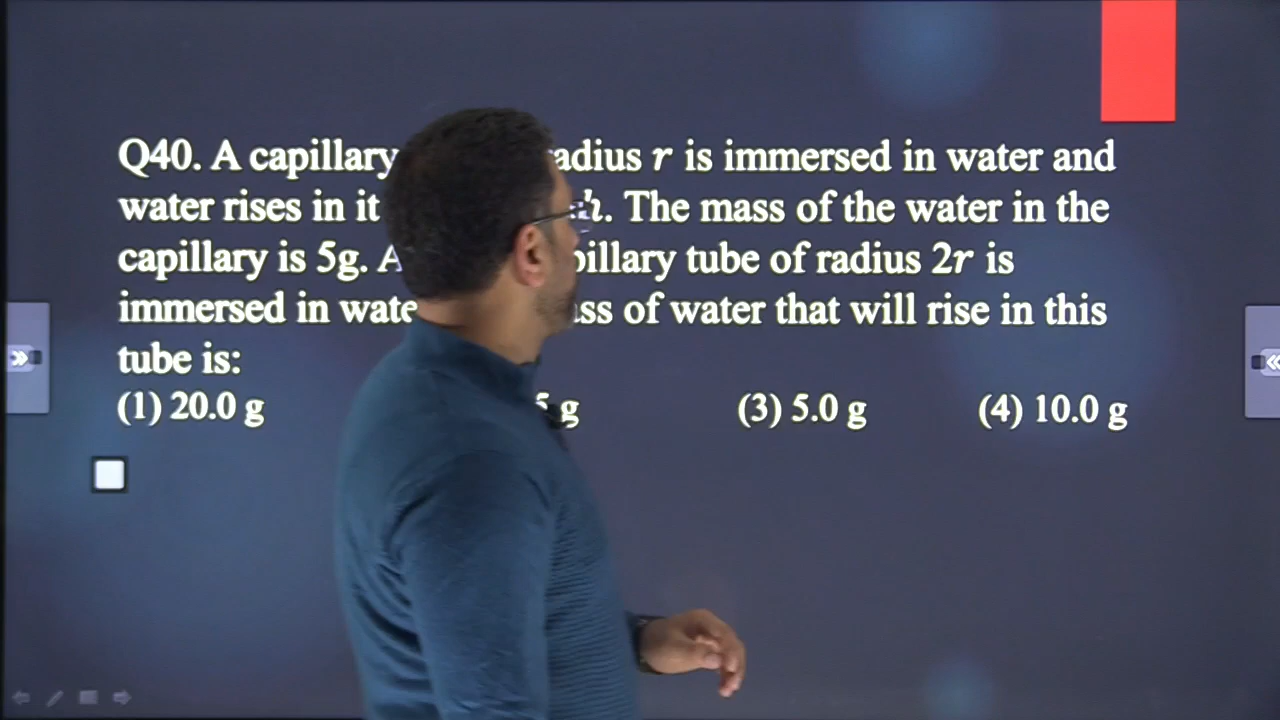 Q40. A capillary adius r is immersed in water and
water rises in it h. The mass of the water in the
capillary is 5g. A pillary tube of radius 2r is
immersed in wate ss of water that will rise in this
tube is:
(1) 20.0 g 5 g (3) 5.0 g (4) 10.0 g